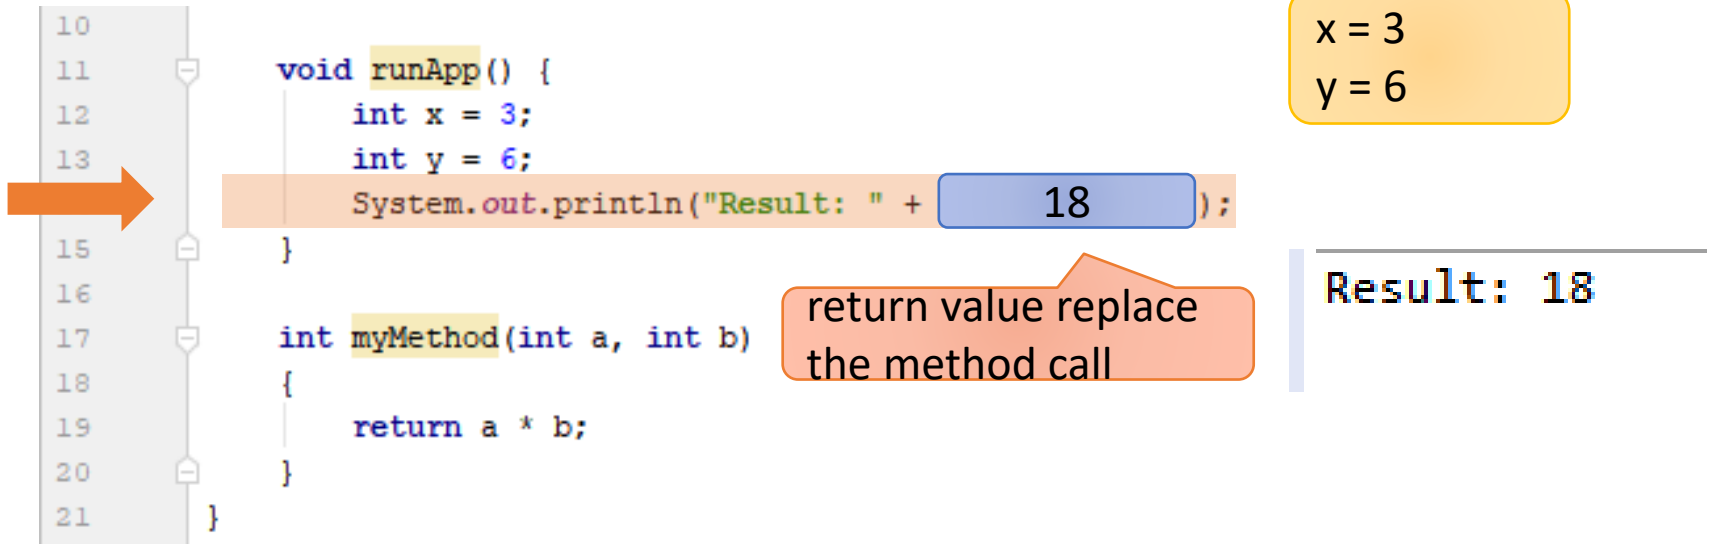 10
11 void runApp() {
12 int x = 3;
13 int y = 6;
System.out.println("Result: " + 18 );
15 }
16
17 int myMethod(int a, int b)
18 {
19 return a * b;
20 }
21 }
return value replace
the method call
x = 3
y = 6
Result: 18